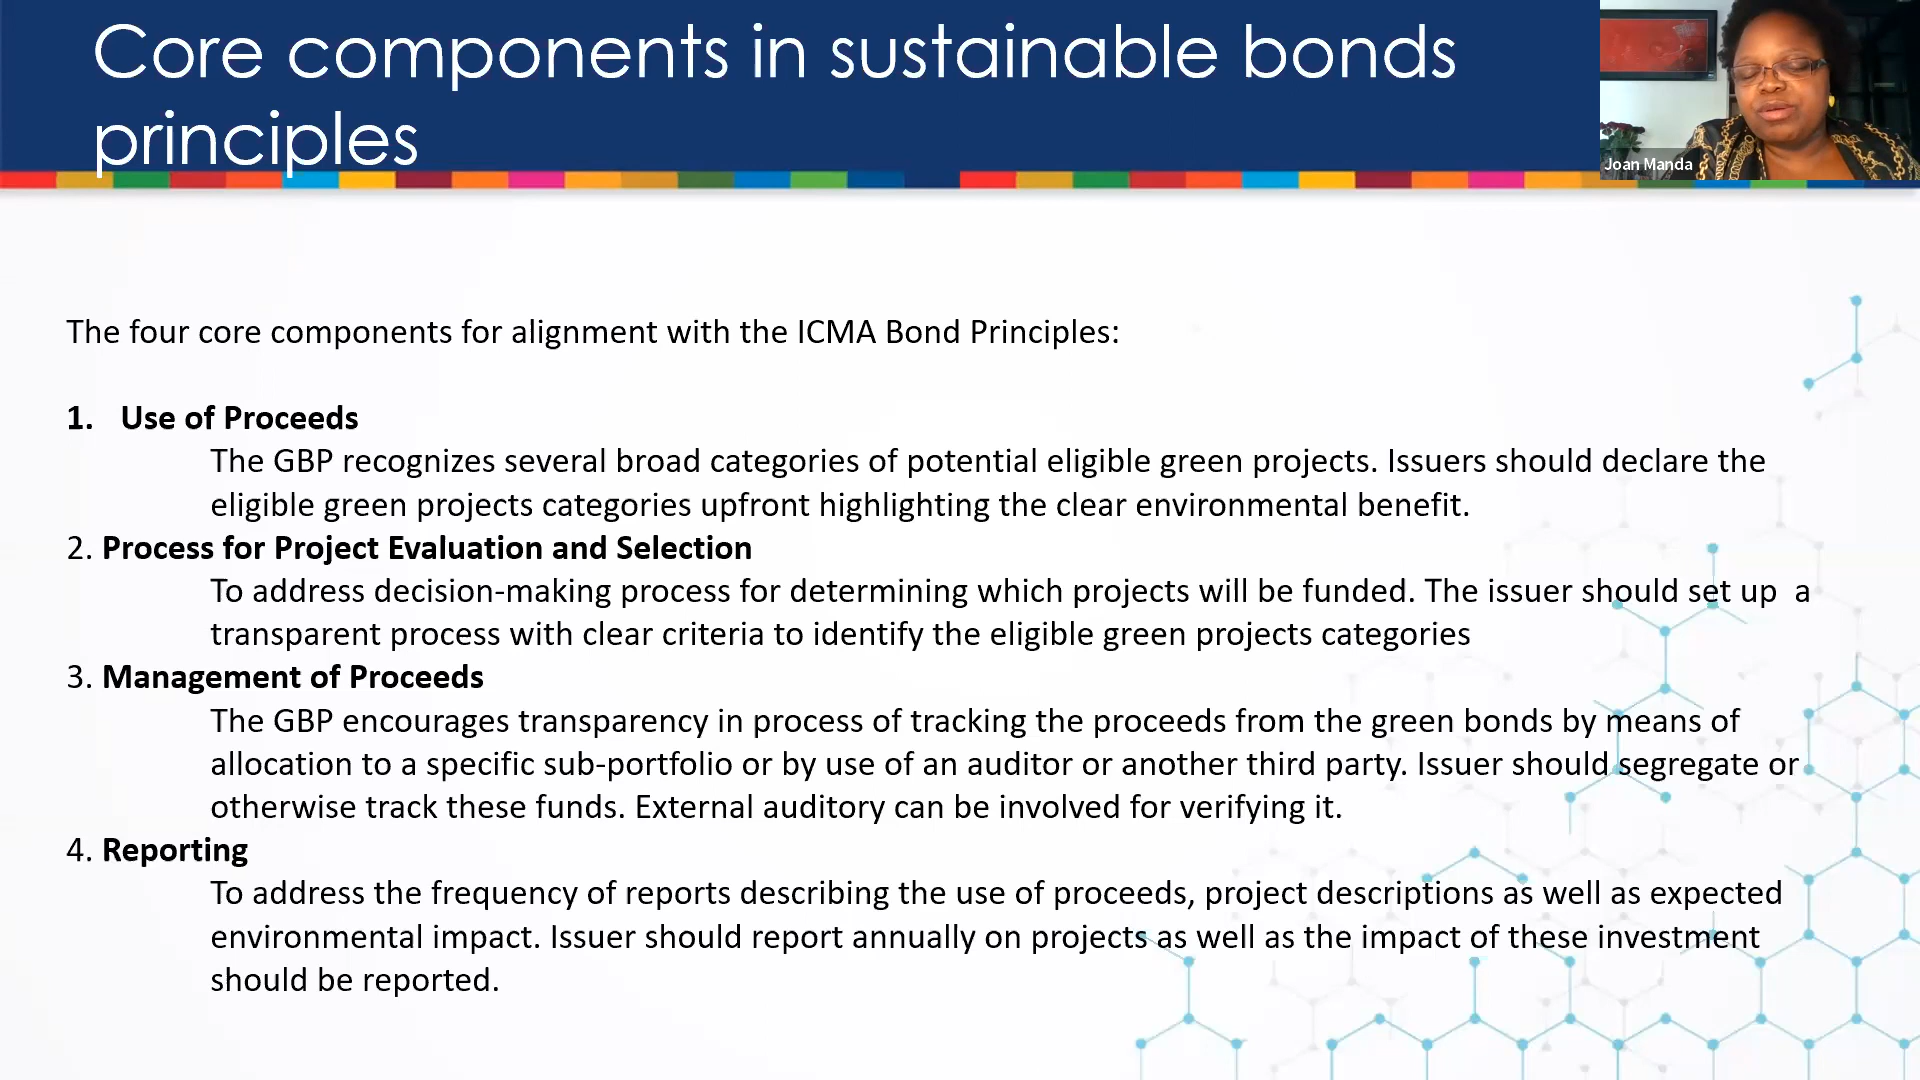 Core components in sustainable bonds
principles
Joan Manda
The four core components for alignment with the ICMA Bond Principles:
1. Use of Proceeds
The GBP recognizes several broad categories of potential eligible green projects. Issuers should declare the
eligible green projects categories upfront highlighting the clear environmental benefit.
2. Process for Project Evaluation and Selection
To address decision-making process for determining which projects will be funded. The issuer should set up a
transparent process with clear criteria to identify the eligible green projects categories
3. Management of Proceeds
The GBP encourages transparency in process of tracking the proceeds from the green bonds by means of
allocation to a specific sub-portfolio or by use of an auditor or another third party. Issuer should segregate or
otherwise track these funds. External auditory can be involved for verifying it.
4. Reporting
To address the frequency of reports describing the use of proceeds, project descriptions as well as expected
environmental impact. Issuer should report annually on projects as well as the impact of these investment
should be reported.